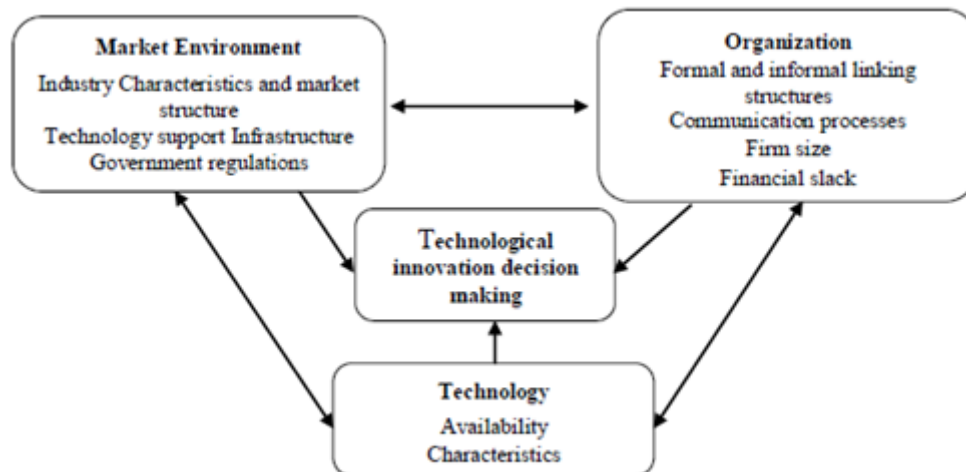 Market Environment
Industry Characteristics and market
structure
Technology support Infrastructure
Government regulations
Organization
Formal and informal linking
structures
Communication processes
Firm size
Financial slack
Technological
innovation decision
making
Technology
Availability
Characteristics